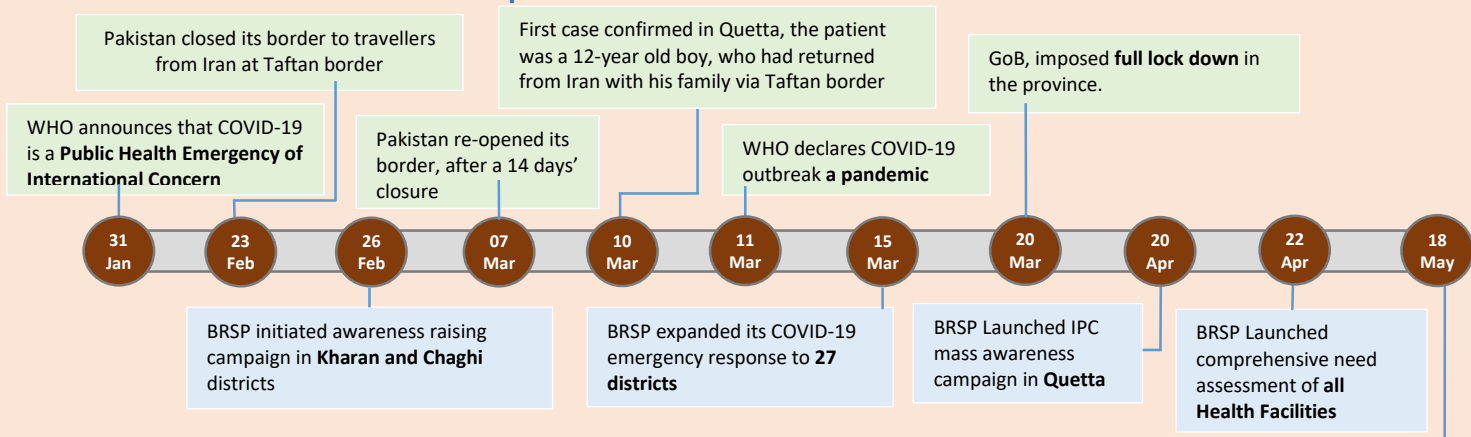 Pakistan closed its border to travellers
from Iran at Taftan border
First case confirmed in Quetta, the patient
was a 12-year old boy, who had returned
from Iran with his family via Taftan border
GoB, imposed full lock down in
the province.
WHO announces that COVID-19
is a Public Health Emergency of
International Concern
Pakistan re-opened its
border, after a 14 days’
closure
WHO declares COVID-19
outbreak a pandemic
31
Jan
23
Feb
26
Feb
07
Mar
10
Mar
11
Mar
15
Mar
20
Mar
20
Apr
22
Apr
18
May
BRSP initiated awareness raising
campaign in Kharan and Chaghi
districts
BRSP expanded its COVID-19
emergency response to 27
districts
BRSP Launched IPC
mass awareness
campaign in Quetta
BRSP Launched
comprehensive need
assessment of all
Health Facilities